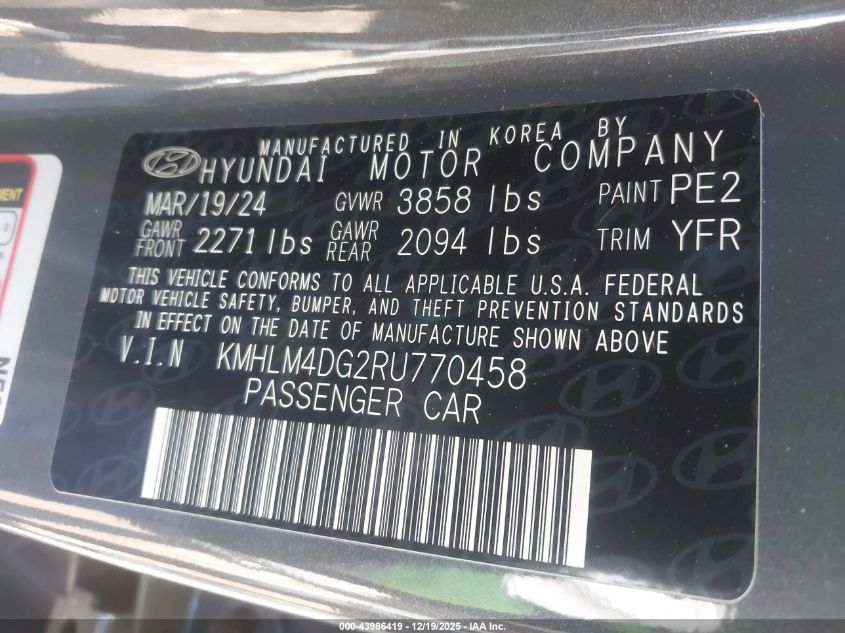 MANUFACTURED IN KOREA BY
HYUNDAI MOTOR COMPANY
MAR/19/24 GVWR 3858 lbs PAINT PE2
GAWR FRONT 2271 lbs GAWR REAR 2094 lbs TRIM YFR
THIS VEHICLE CONFORMS TO ALL APPLICABLE U.S.A. FEDERAL
MOTOR VEHICLE SAFETY, BUMPER, AND THEFT PREVENTION STANDARDS
IN EFFECT ON THE DATE OF MANUFACTURE SHOWN ABOVE
V.I.N KMHLM4DG2RU770458
PASSENGER CAR
000-43986419 - 12/19/2025 - IAA Inc.